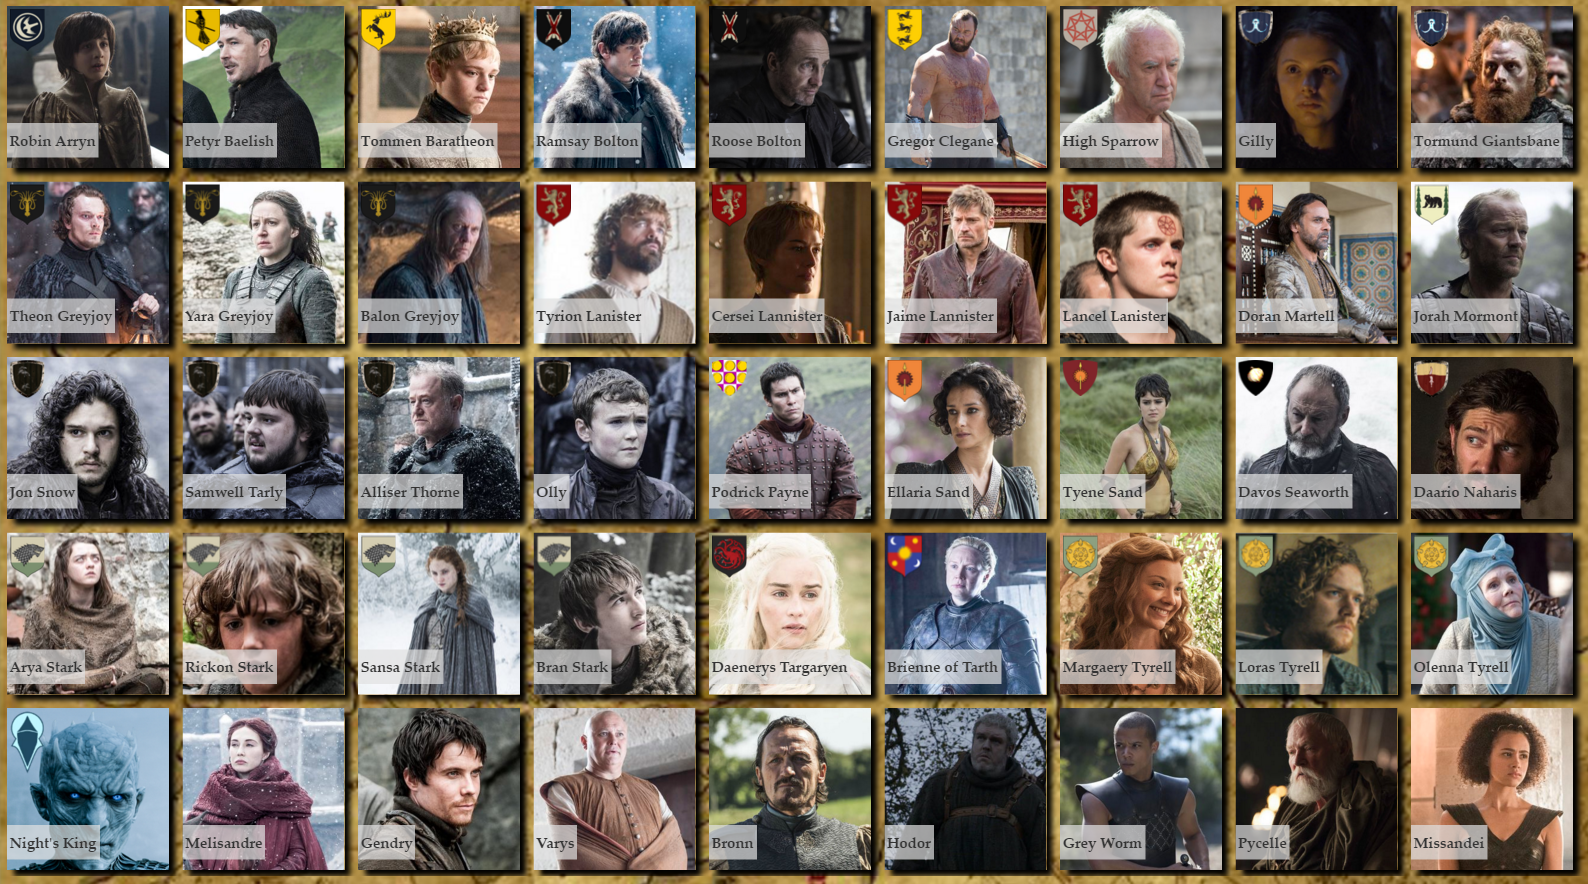 Robin Arryn
Petyr Baelish
Tommen Baratheon
Ramsay Bolton
Roose Bolton
Gregor Clegane
High Sparrow
Gilly
Tormund Giantsbane
Theon Greyjoy
Yara Greyjoy
Balon Greyjoy
Tyrion Lanister
Cersei Lannister
Jaime Lannister
Lancel Lanister
Doran Martell
Jorah Mormont
Jon Snow
Samwell Tarly
Alliser Thorne
Olly
Podrick Payne
Ellaria Sand
Tyene Sand
Davos Seaworth
Daario Naharis
Arya Stark
Rickon Stark
Sansa Stark
Bran Stark
Daenerys Targaryen
Brienne of Tarth
Margaery Tyrell
Loras Tyrell
Olenna Tyrell
Night's King
Melisandre
Gendry
Varys
Bronn
Hodor
Grey Worm
Pycelle
Missandei